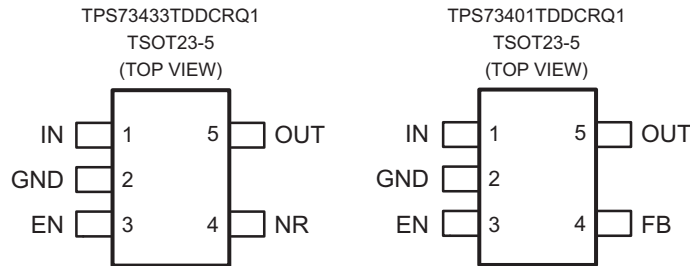 TPS73433TDDCRQ1
TSOT23-5
(TOP VIEW)
IN 1 5 OUT
GND 2
EN 3 4 NR
TPS73401TDDCRQ1
TSOT23-5
(TOP VIEW)
IN 1 5 OUT
GND 2
EN 3 4 FB